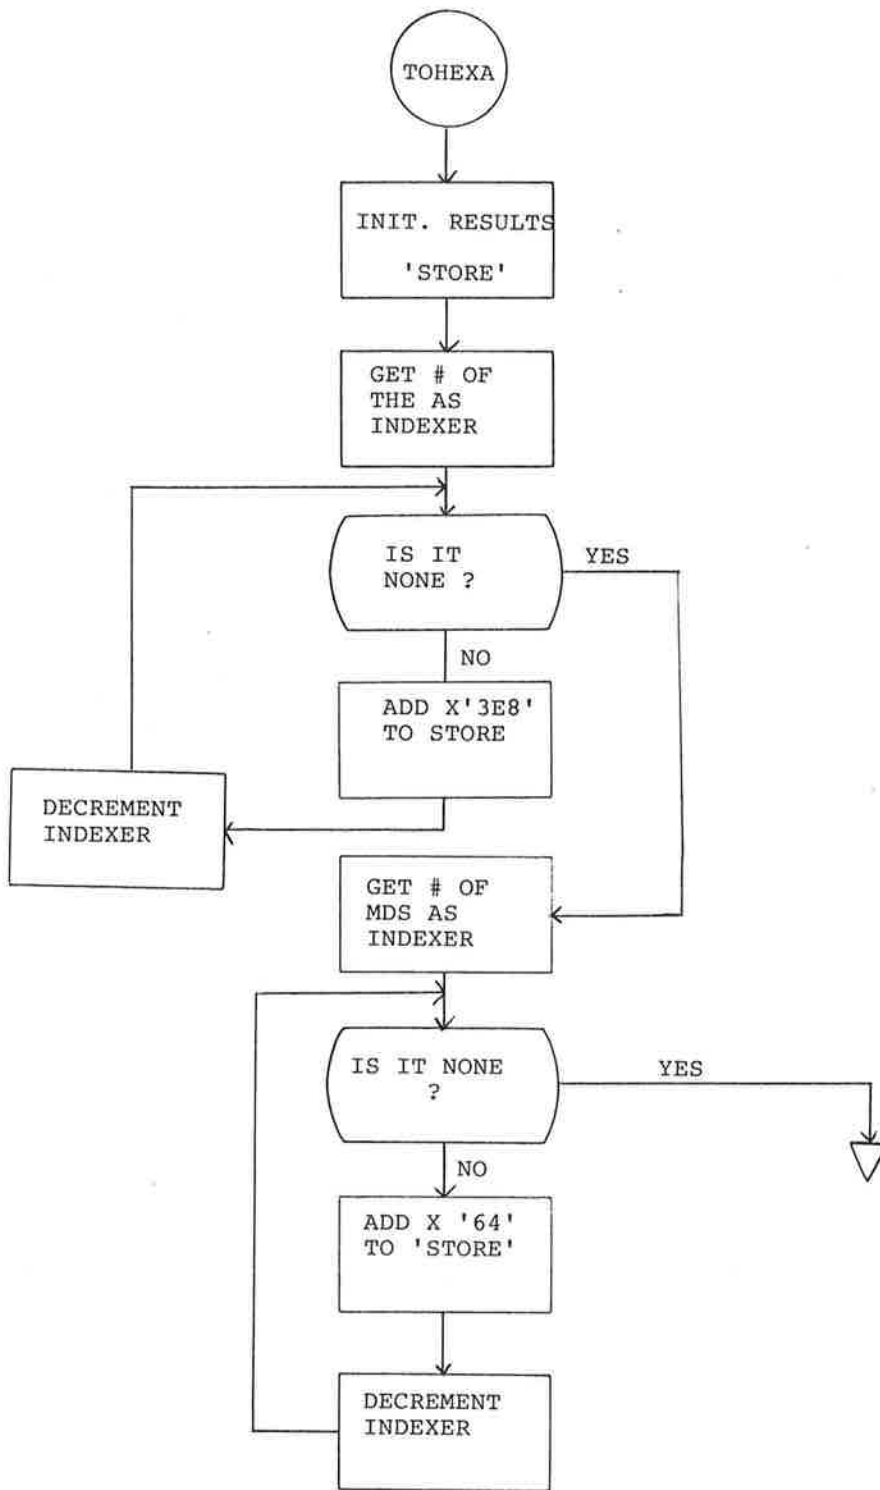 TOHEXA
INIT. RESULTS
'STORE'
GET # OF
THE AS
INDEXER
IS IT
NONE ?
YES
NO
ADD X'3E8'
TO STORE
DECREMENT
INDEXER
GET # OF
MDS AS
INDEXER
IS IT NONE
?
YES
NO
ADD X '64'
TO 'STORE'
DECREMENT
INDEXER